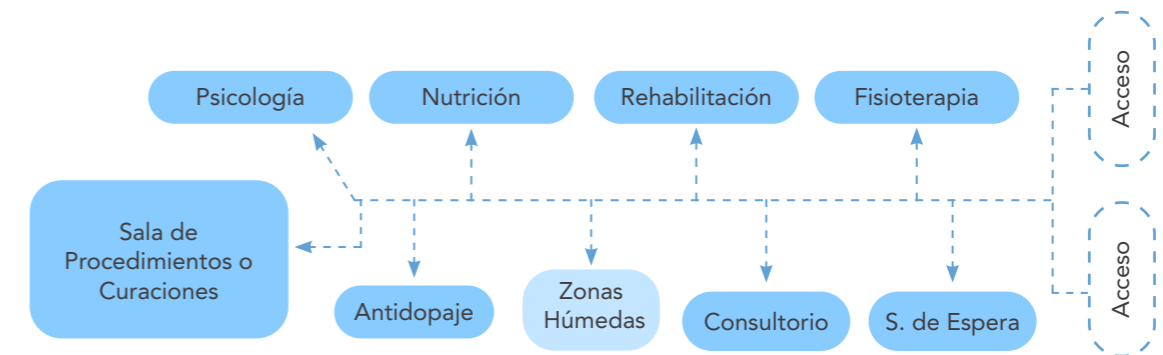 Psicología
Nutrición
Rehabilitación
Fisioterapia
Acceso
Sala de
Procedimientos o
Curaciones
Antidopaje
Zonas
Húmedas
Consultorio
S. de Espera
Acceso